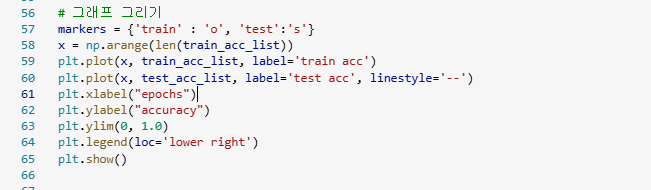 56 # 그래프 그리기
57 markers = {'train' : 'o', 'test':'s'}
58 x = np.arange(len(train_acc_list))
59 plt.plot(x, train_acc_list, label='train acc')
60 plt.plot(x, test_acc_list, label='test acc', linestyle='--')
61 plt.xlabel("epochs")
62 plt.ylabel("accuracy")
63 plt.ylim(0, 1.0)
64 plt.legend(loc='lower right')
65 plt.show()
66